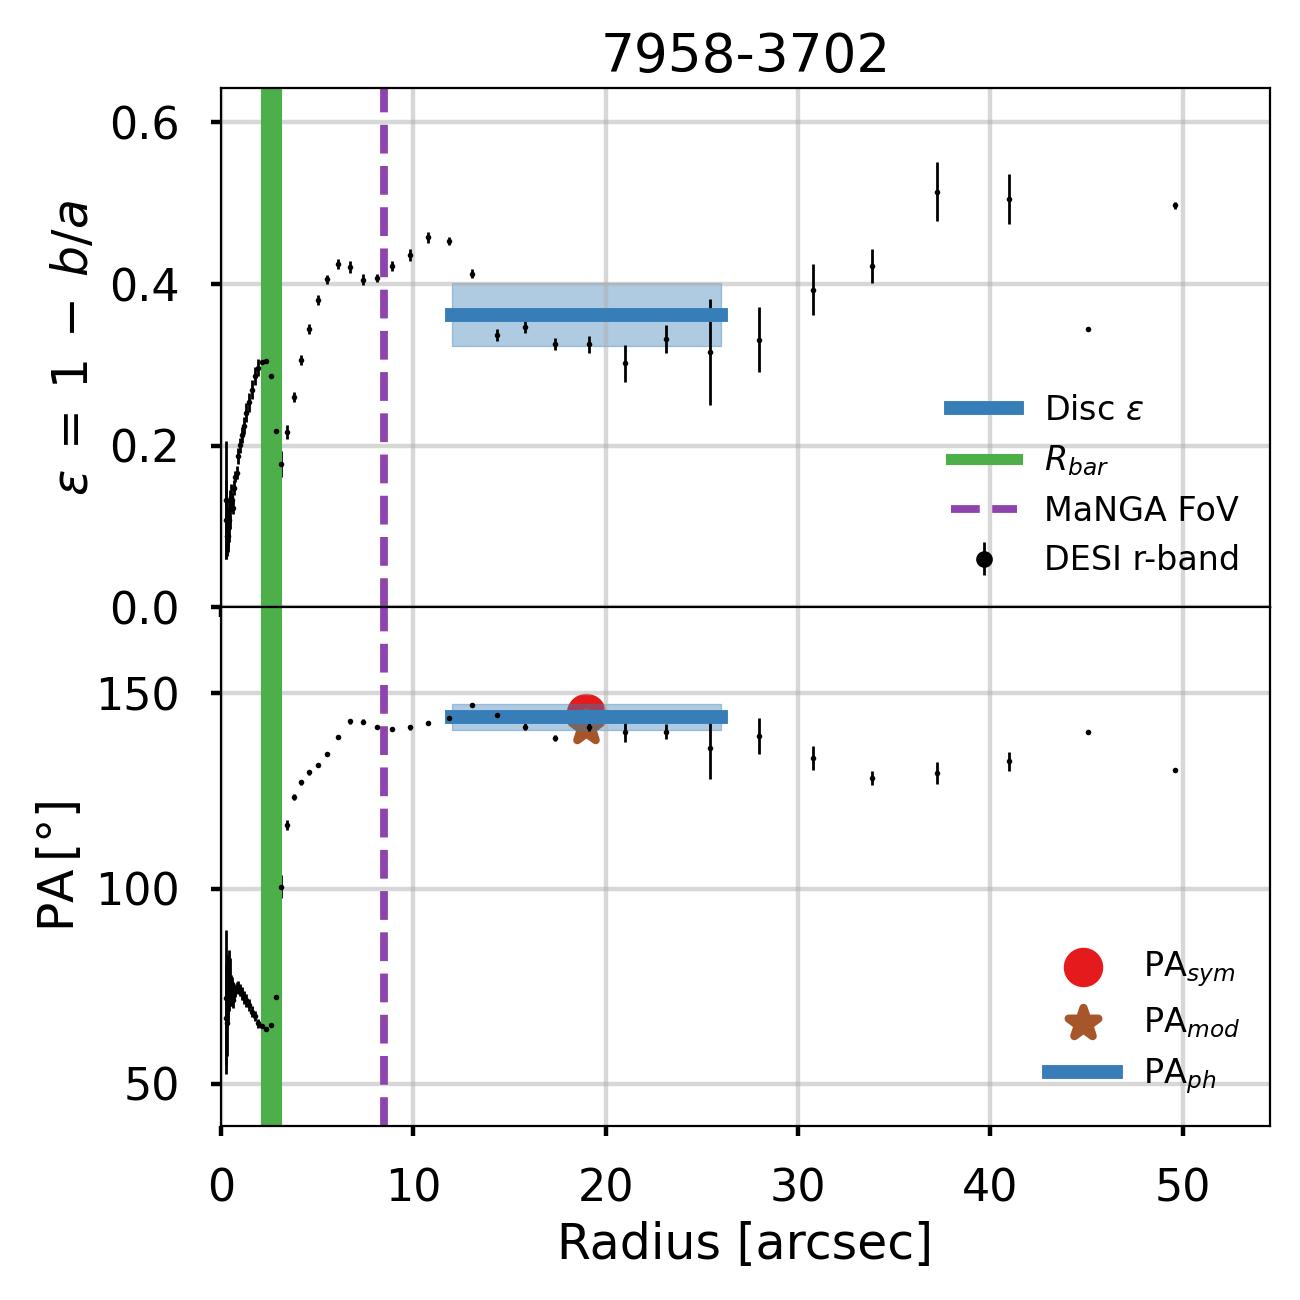 7958-3702
0.6
0.4
0.2
0.0
ε = 1 − b/a
Disc ε
R_bar
MaNGA FoV
DESI r-band
150
100
50
PA [°]
PA_sym
PA_mod
PA_ph
0 10 20 30 40 50
Radius [arcsec]